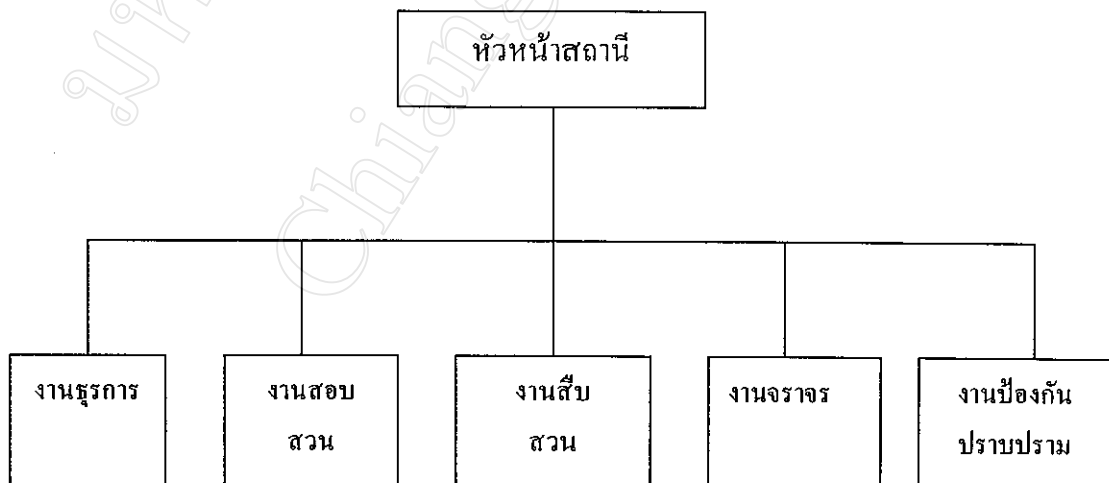 หัวหน้าสถานี
งานธุรการ
งานสอบ
สวน
งานสืบ
สวน
งานจราจร
งานป้องกัน
ปราบปราม
Chiang